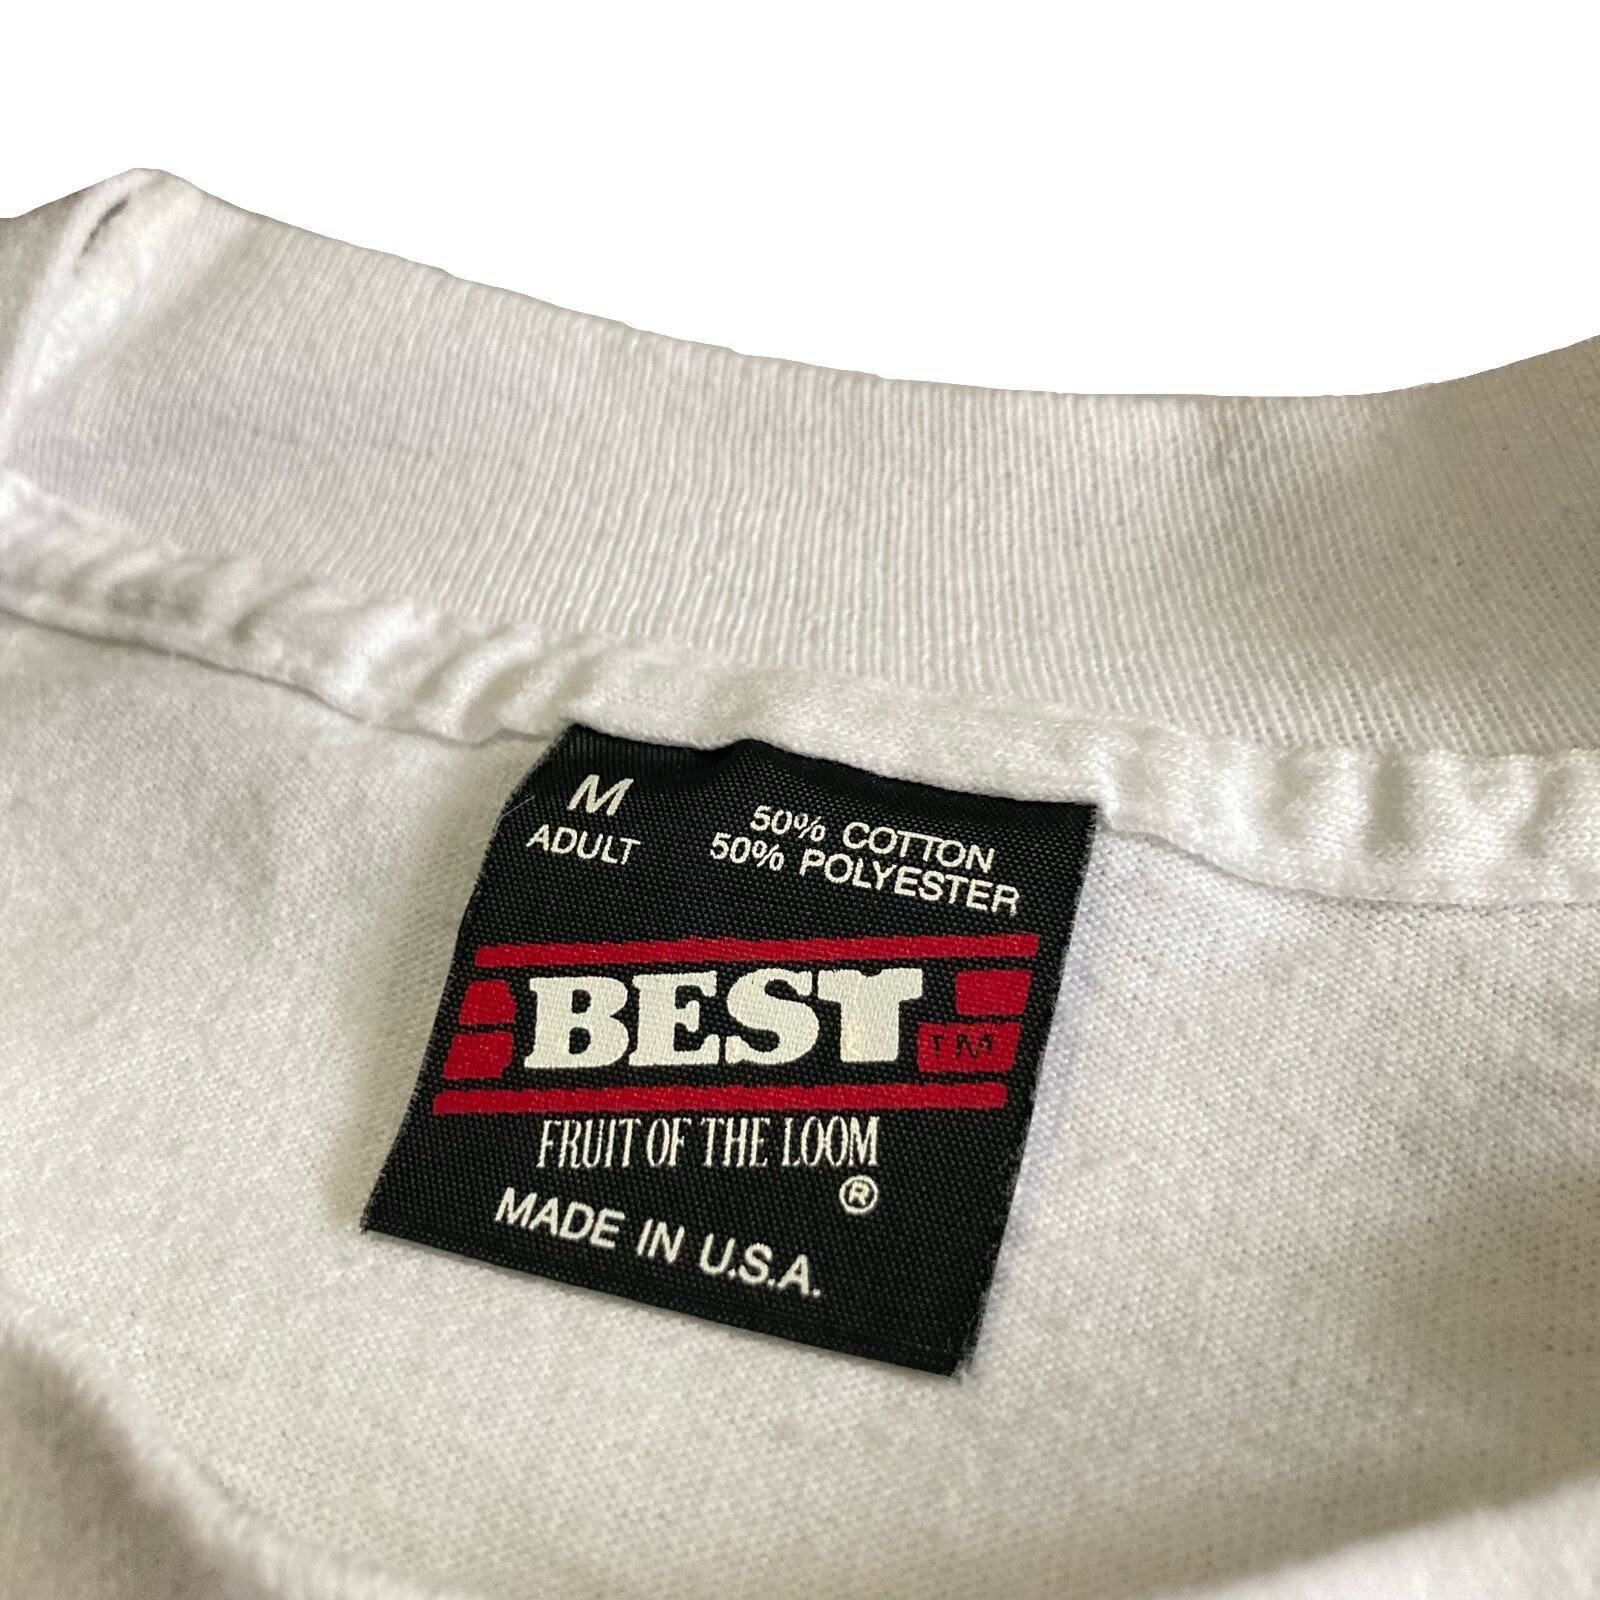 M
ADULT
50% COTTON
50% POLYESTER
BEST
TM
FRUIT OF THE LOOM
®
MADE IN U.S.A.